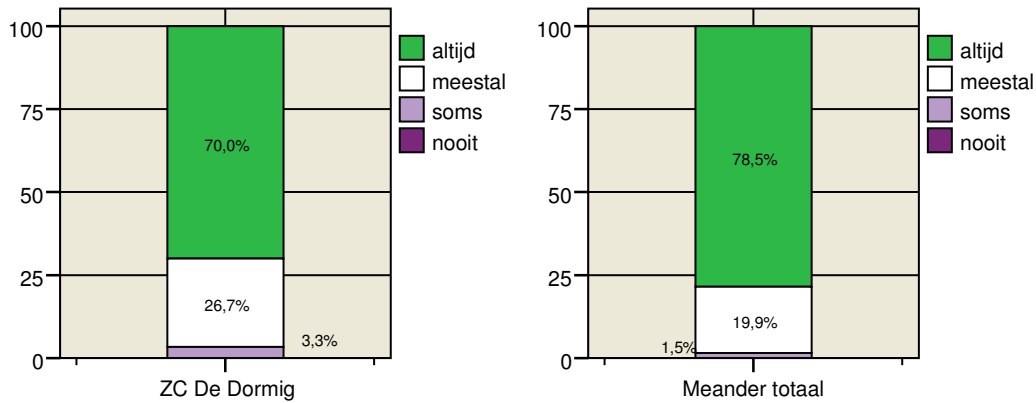 100
75
50
25
0
70,0%
26,7%
3,3%
ZC De Dormig
altijd
meestal
soms
nooit
100
75
50
25
0
78,5%
19,9%
1,5%
Meander totaal
altijd
meestal
soms
nooit